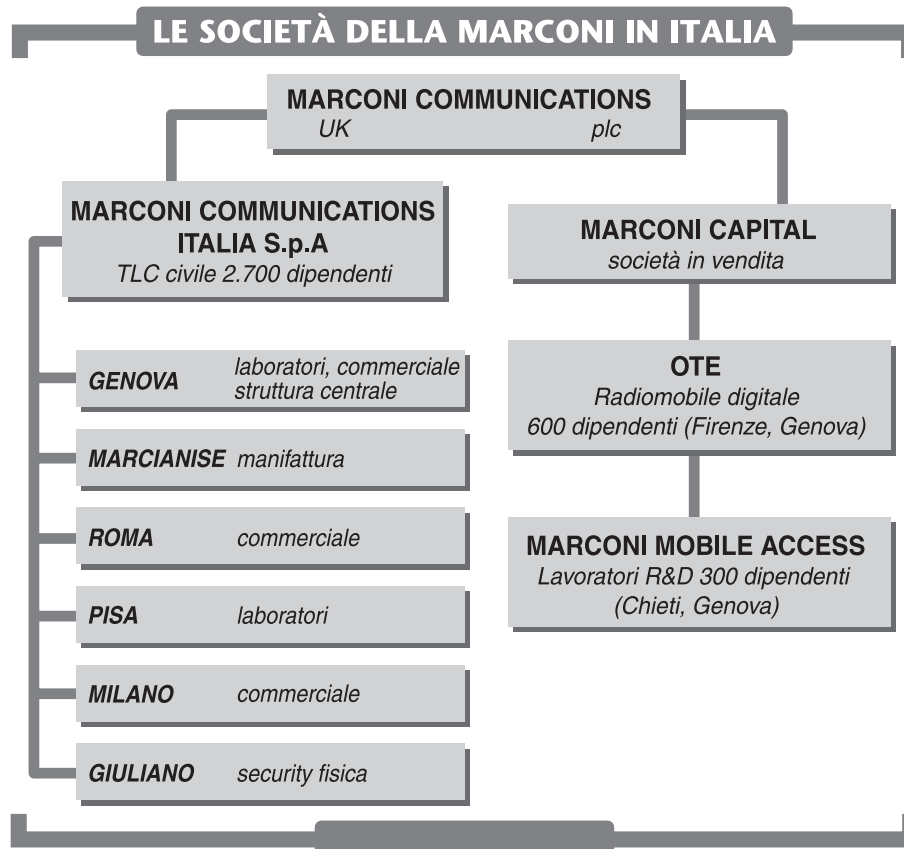 LE SOCIETÀ DELLA MARCONI IN ITALIA
MARCONI COMMUNICATIONS
UK plc
MARCONI COMMUNICATIONS
ITALIA S.p.A
TLC civile 2.700 dipendenti
GENOVA laboratori, commerciale
struttura centrale
MARCIANISE manifattura
ROMA commerciale
PISA laboratori
MILANO commerciale
GIULIANO security fisica
MARCONI CAPITAL
società in vendita
OTE
Radiomobile digitale
600 dipendenti (Firenze, Genova)
MARCONI MOBILE ACCESS
Lavoratori R&D 300 dipendenti
(Chieti, Genova)